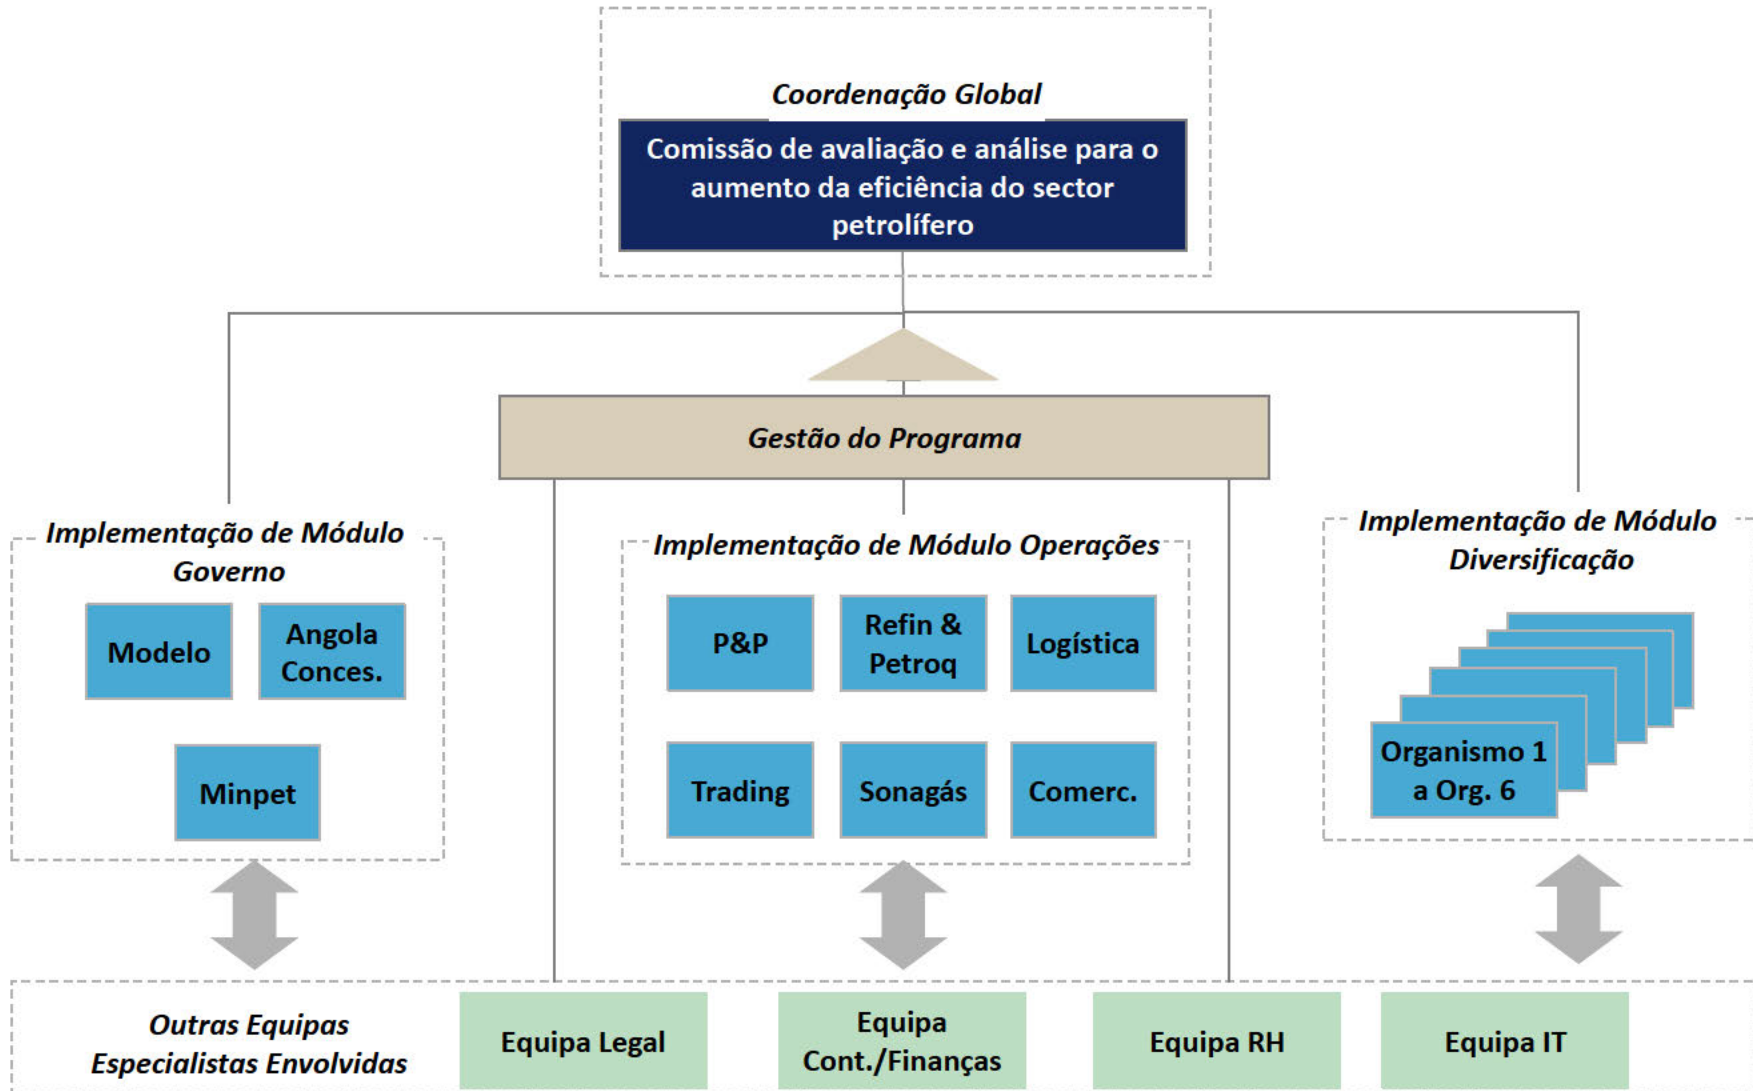 Coordenação Global
Comissão de avaliação e análise para o
aumento da eficiência do sector
petrolífero
Gestão do Programa
Implementação de Módulo
Governo
Modelo
Angola
Conces.
Minpet
Implementação de Módulo Operações
P&P
Refin &
Petroq
Logística
Trading
Sonagás
Comerc.
Implementação de Módulo
Diversificação
Organismo 1
a Org. 6
Outras Equipas
Especialistas Envolvidas
Equipa Legal
Equipa
Cont./Finanças
Equipa RH
Equipa IT